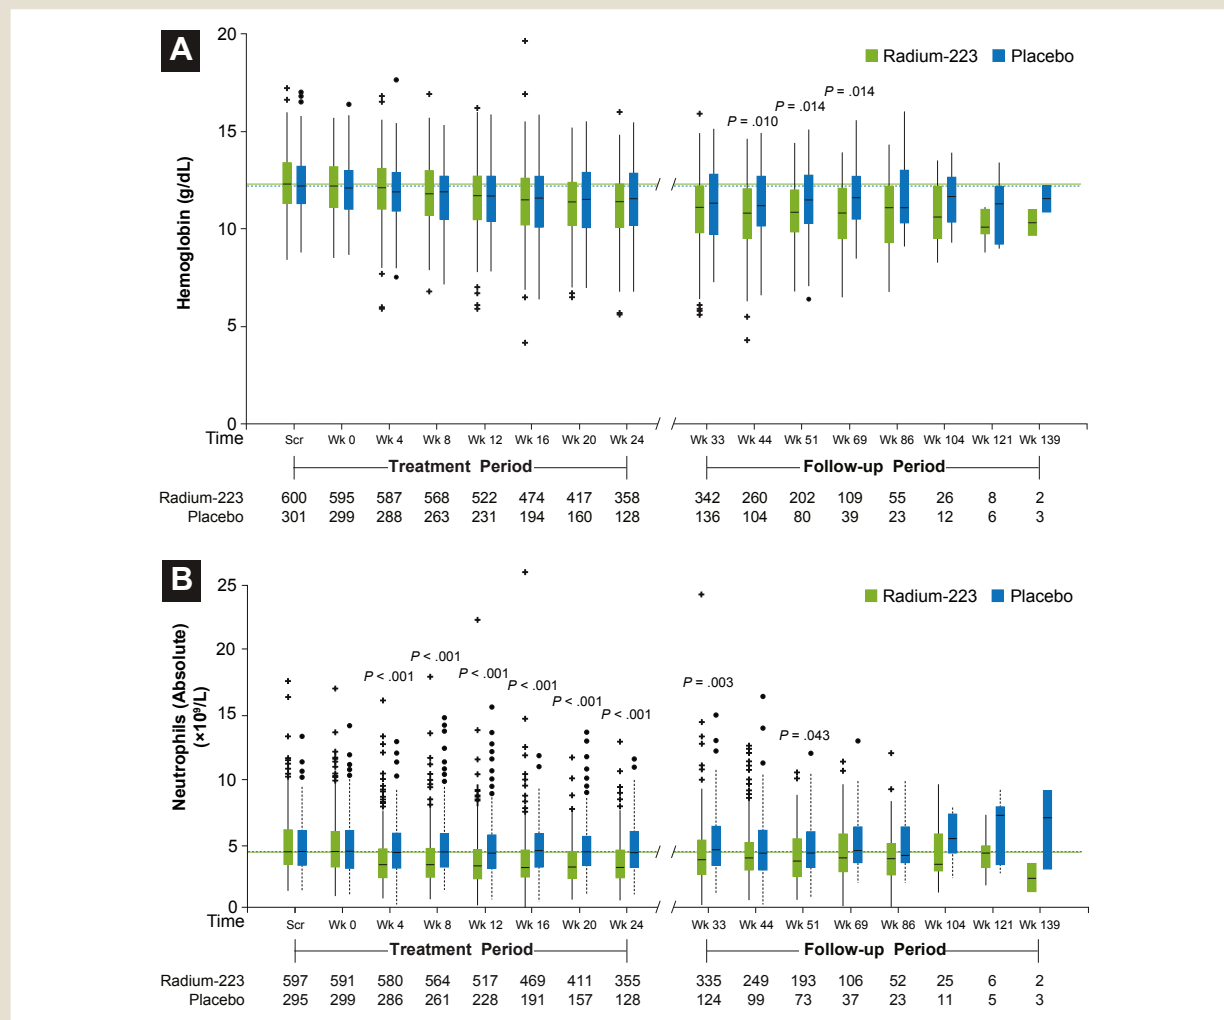 A
20
15
10
5
0
Hemoglobin (g/dL)
Radium-223 Placebo
P = .010
P = .014
P = .014
Time Scr Wk 0 Wk 4 Wk 8 Wk 12 Wk 16 Wk 20 Wk 24 Wk 33 Wk 44 Wk 51 Wk 69 Wk 86 Wk 104 Wk 121 Wk 139
Treatment Period Follow-up Period
Radium-223 600 595 587 568 522 474 417 358 342 260 202 109 55 26 8 2
Placebo 301 299 288 263 231 194 160 128 136 104 80 39 23 12 6 3
B
25
20
15
10
5
0
Neutrophils (Absolute)
(×10⁹/L)
Radium-223 Placebo
P < .001
P < .001
P < .001
P < .001
P < .001
P < .001
P = .003
P = .043
Time Scr Wk 0 Wk 4 Wk 8 Wk 12 Wk 16 Wk 20 Wk 24 Wk 33 Wk 44 Wk 51 Wk 69 Wk 86 Wk 104 Wk 121 Wk 139
Treatment Period Follow-up Period
Radium-223 597 591 580 564 517 469 411 355 335 249 193 106 52 25 6 2
Placebo 295 299 286 261 228 191 157 128 124 99 73 37 23 11 5 3